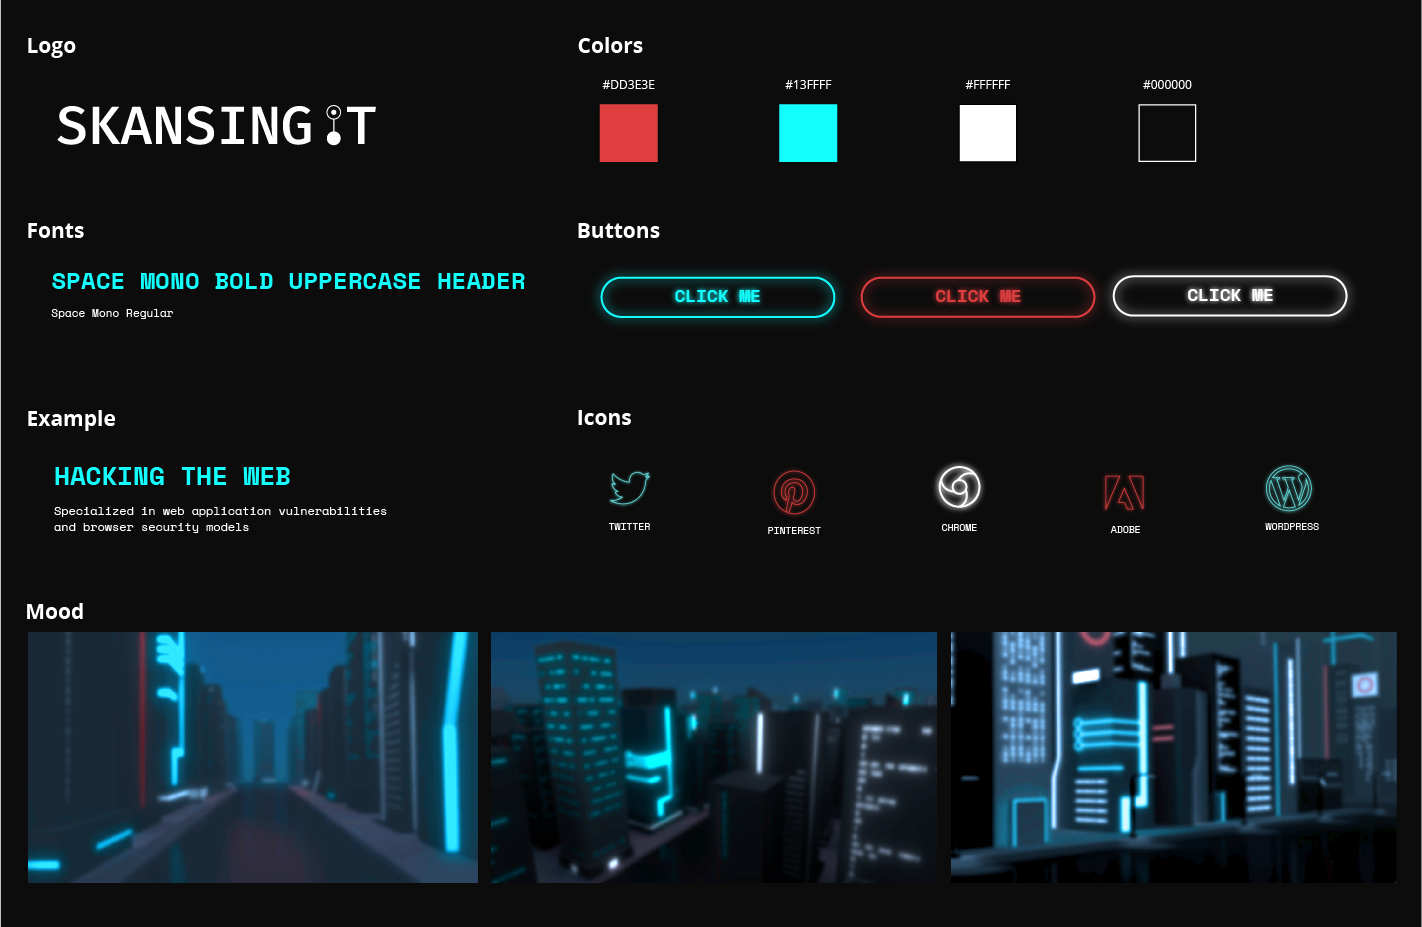 Logo
SKANSING T
Colors
#DD3E3E
#13FFFF
#FFFFFF
#000000
Fonts
SPACE MONO BOLD UPPERCASE HEADER
Space Mono Regular
Buttons
CLICK ME
CLICK ME
CLICK ME
Example
HACKING THE WEB
Specialized in web application vulnerabilities
and browser security models
Icons
TWITTER
PINTEREST
CHROME
ADOBE
WORDPRESS
Mood